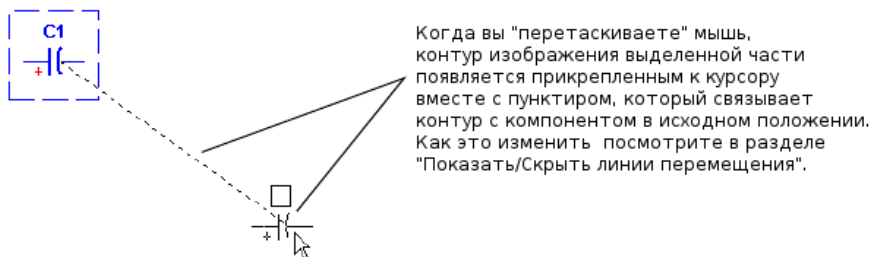 C1
+
Когда вы "перетаскиваете" мышь,
контур изображения выделенной части
появляется прикрепленным к курсору
вместе с пунктиром, который связывает
контур с компонентом в исходном положении.
Как это изменить  посмотрите в разделе
"Показать/Скрыть линии перемещения".
+